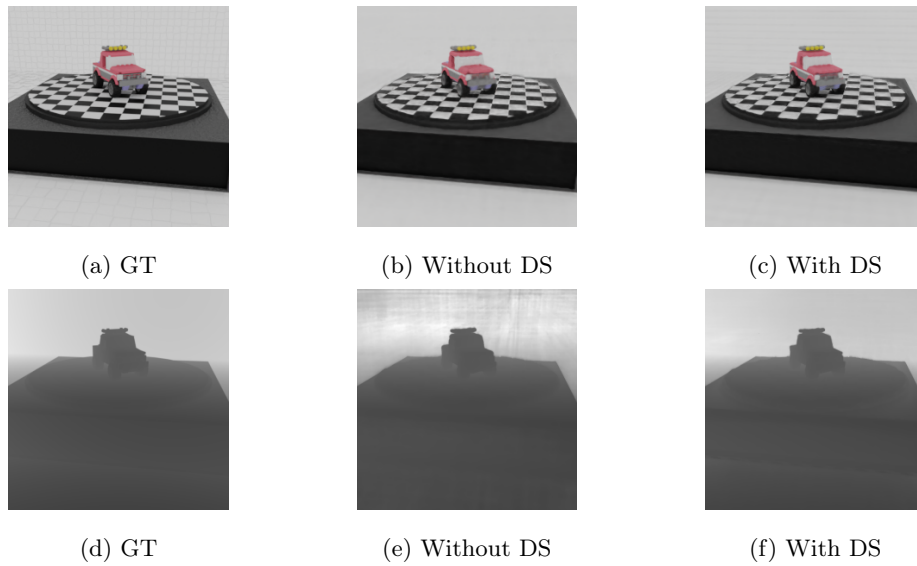 (a) GT
(b) Without DS
(c) With DS
(d) GT
(e) Without DS
(f) With DS